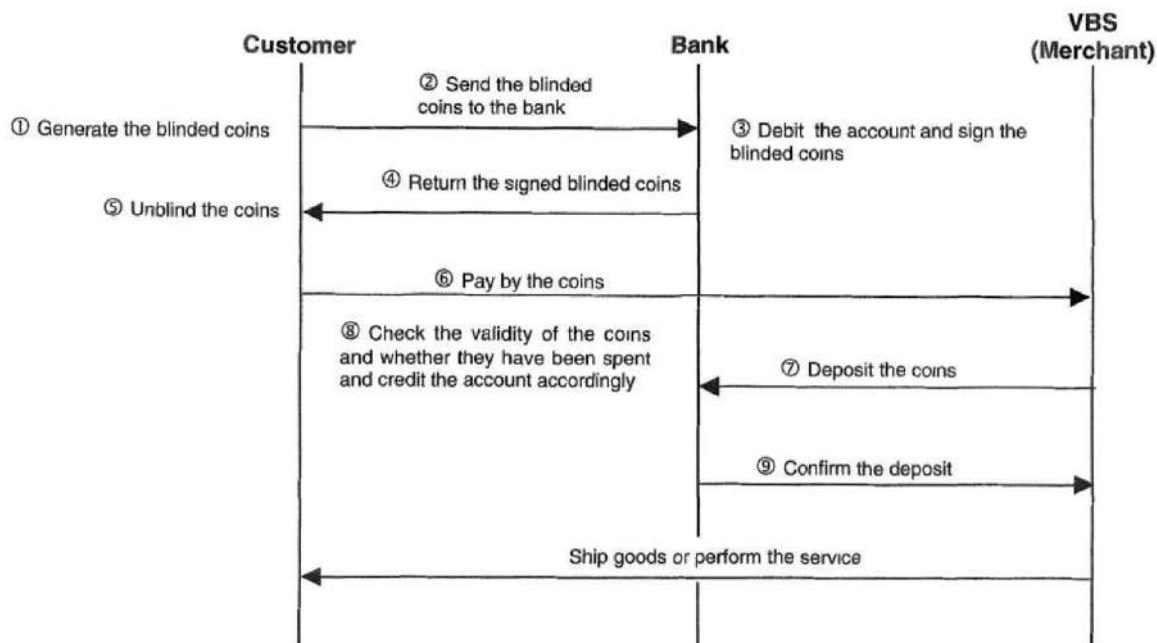 VBS
Customer Bank (Merchant)
② Send the blinded
coins to the bank
① Generate the blinded coins
③ Debit the account and sign the
blinded coins
④ Return the signed blinded coins
⑤ Unblind the coins
⑥ Pay by the coins
⑧ Check the validity of the coins
and whether they have been spent
and credit the account accordingly
⑦ Deposit the coins
⑨ Confirm the deposit
Ship goods or perform the service